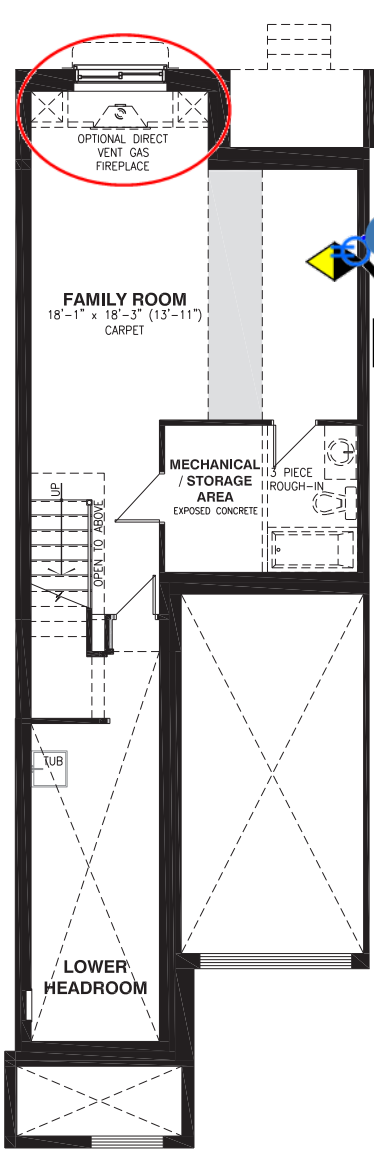 OPTIONAL DIRECT
VENT GAS
FIREPLACE
FAMILY ROOM
18'-1" x 18'-3" (13'-11")
CARPET
MECHANICAL
/ STORAGE
AREA
EXPOSED CONCRETE
3 PIECE
ROUGH-IN
UP
OPEN TO ABOVE
TUB
LOWER
HEADROOM